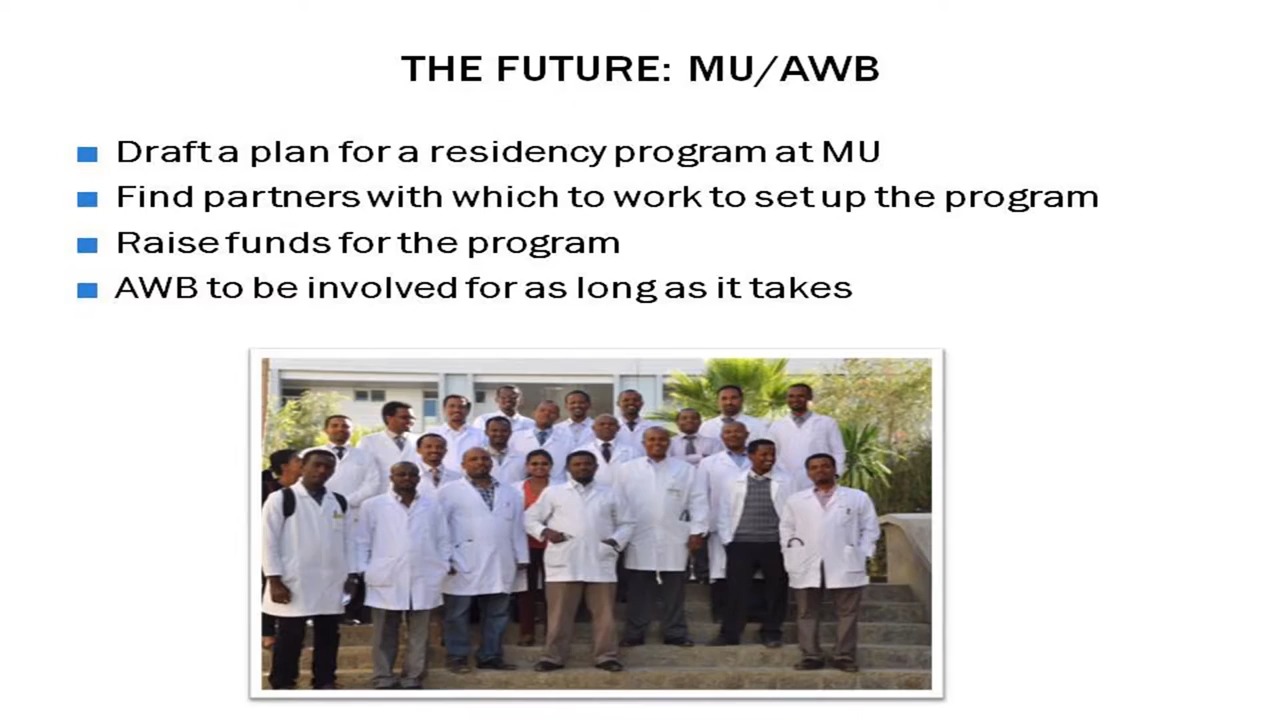 THE FUTURE: MU/AWB
Draft a plan for a residency program at MU
Find partners with which to work to set up the program
Raise funds for the program
AWB to be involved for as long as it takes